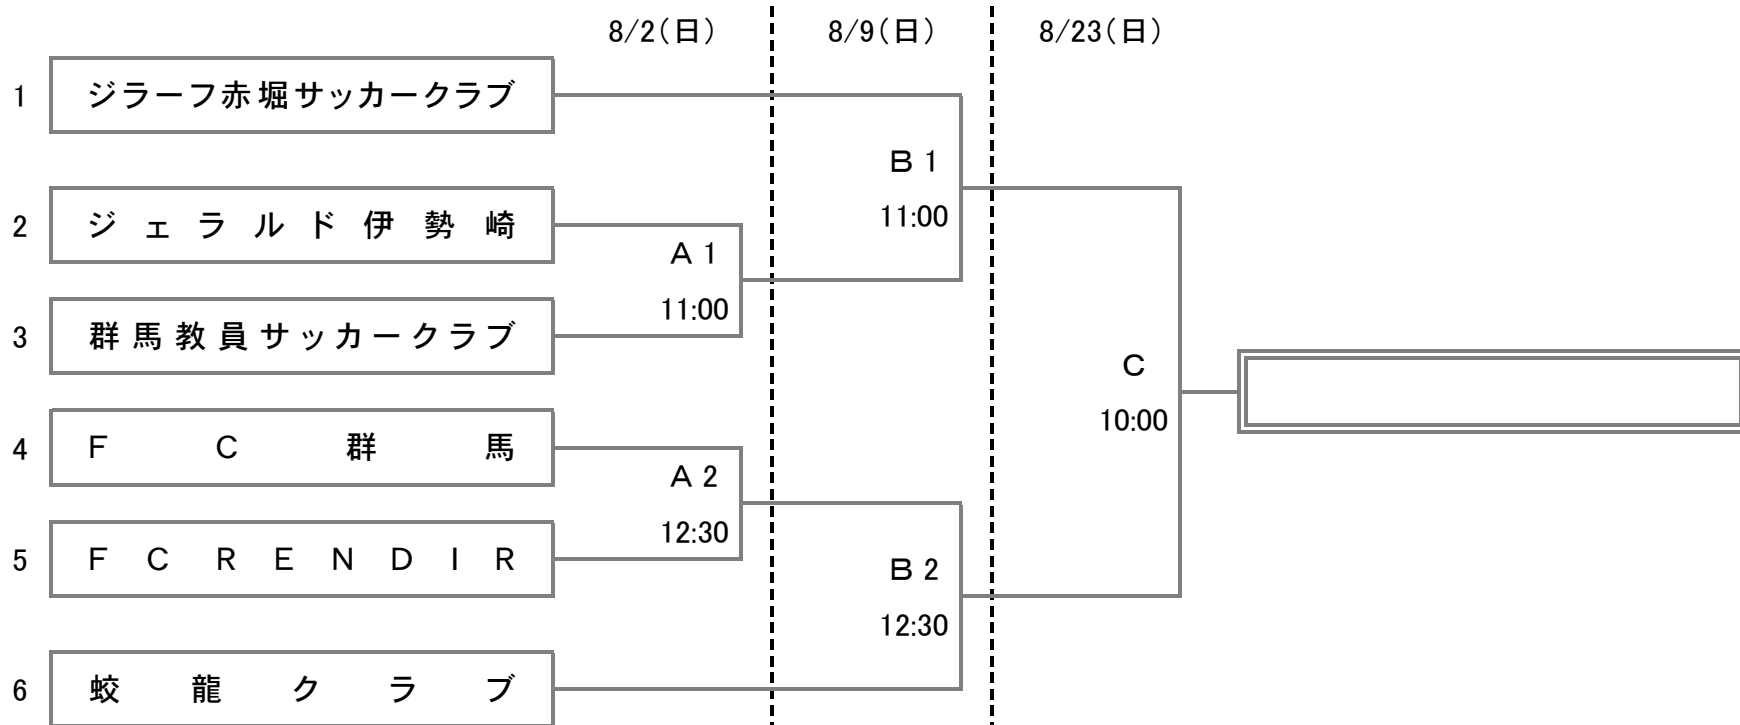 8/2(日) 8/9(日) 8/23(日)
1 ジラーフ赤堀サッカークラブ
B1
11:00
2 ジェラルド伊勢崎
A1
11:00
3 群馬教員サッカークラブ
C
10:00
4 FC群馬
A2
12:30
5 FCRENDIR
B2
12:30
6 蛟龍クラブ